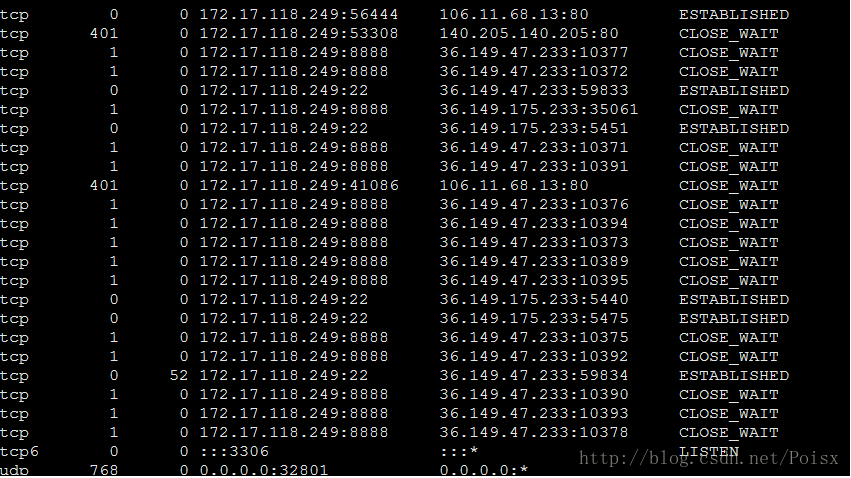 tcp 0 0 172.17.118.249:56444 106.11.68.13:80 ESTABLISHED
tcp 401 0 172.17.118.249:53308 140.205.140.205:80 CLOSE_WAIT
tcp 1 0 172.17.118.249:8888 36.149.47.233:10377 CLOSE_WAIT
tcp 1 0 172.17.118.249:8888 36.149.47.233:10372 CLOSE_WAIT
tcp 0 0 172.17.118.249:22 36.149.47.233:59833 ESTABLISHED
tcp 1 0 172.17.118.249:8888 36.149.175.233:35061 CLOSE_WAIT
tcp 0 0 172.17.118.249:22 36.149.175.233:5451 ESTABLISHED
tcp 1 0 172.17.118.249:8888 36.149.47.233:10371 CLOSE_WAIT
tcp 1 0 172.17.118.249:8888 36.149.47.233:10391 CLOSE_WAIT
tcp 401 0 172.17.118.249:41086 106.11.68.13:80 CLOSE_WAIT
tcp 1 0 172.17.118.249:8888 36.149.47.233:10376 CLOSE_WAIT
tcp 1 0 172.17.118.249:8888 36.149.47.233:10394 CLOSE_WAIT
tcp 1 0 172.17.118.249:8888 36.149.47.233:10373 CLOSE_WAIT
tcp 1 0 172.17.118.249:8888 36.149.47.233:10389 CLOSE_WAIT
tcp 1 0 172.17.118.249:8888 36.149.47.233:10395 CLOSE_WAIT
tcp 0 0 172.17.118.249:22 36.149.175.233:5440 ESTABLISHED
tcp 0 0 172.17.118.249:22 36.149.175.233:5475 ESTABLISHED
tcp 1 0 172.17.118.249:8888 36.149.47.233:10375 CLOSE_WAIT
tcp 1 0 172.17.118.249:8888 36.149.47.233:10392 CLOSE_WAIT
tcp 0 52 172.17.118.249:22 36.149.47.233:59834 ESTABLISHED
tcp 1 0 172.17.118.249:8888 36.149.47.233:10390 CLOSE_WAIT
tcp 1 0 172.17.118.249:8888 36.149.47.233:10393 CLOSE_WAIT
tcp 1 0 172.17.118.249:8888 36.149.47.233:10378 CLOSE_WAIT
tcp6 0 0 :::3306 :::* LISTEN
udp 768 0 0.0.0.0:32801 0.0.0.0:*
http://blog.csdn.net/Poisx